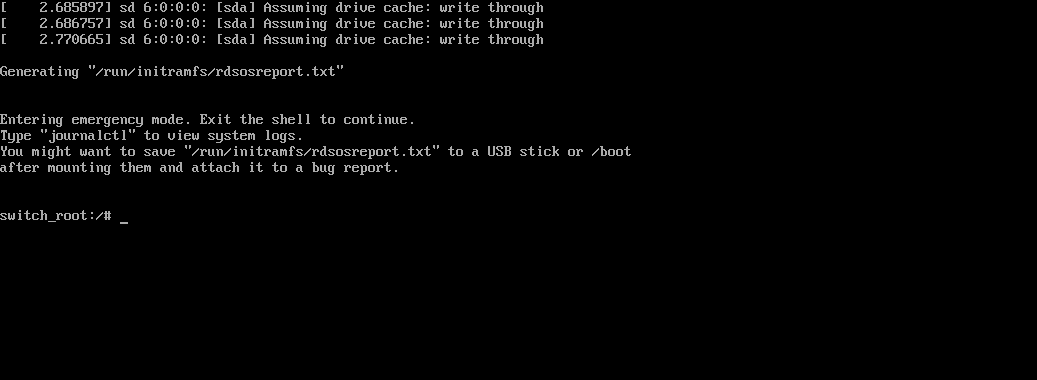 [    2.685897] sd 6:0:0:0: [sda] Assuming drive cache: write through
[    2.686757] sd 6:0:0:0: [sda] Assuming drive cache: write through
[    2.770665] sd 6:0:0:0: [sda] Assuming drive cache: write through
Generating "/run/initramfs/rdsosreport.txt"
Entering emergency mode. Exit the shell to continue.
Type "journalctl" to view system logs.
You might want to save "/run/initramfs/rdsosreport.txt" to a USB stick or /boot
after mounting them and attach it to a bug report.
switch_root:/# _